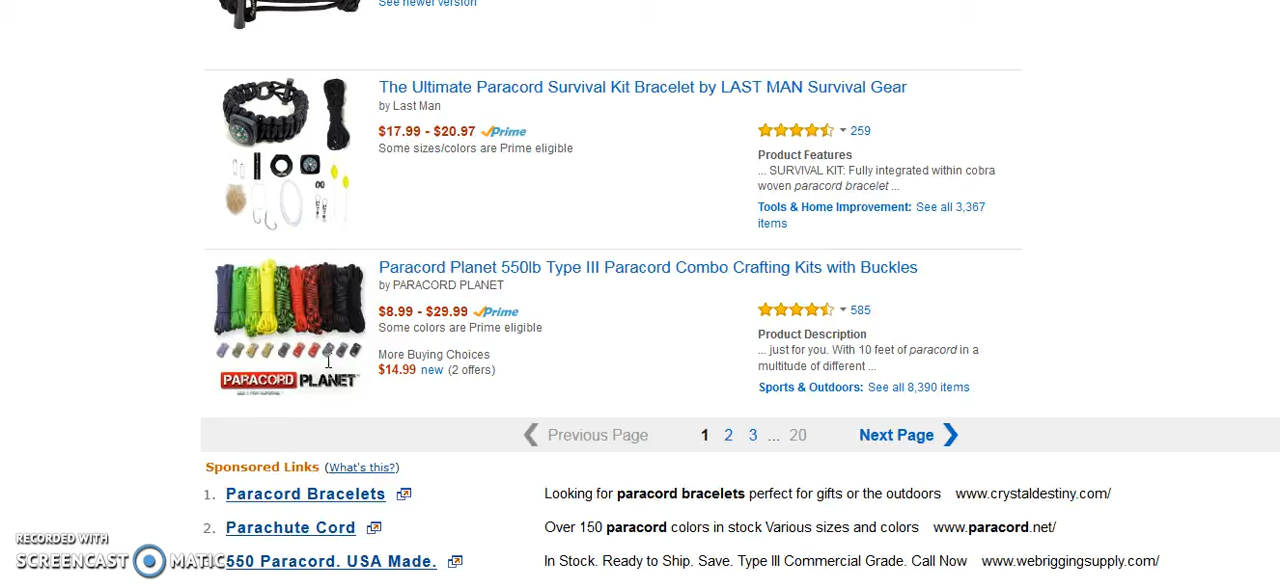 See newer version
The Ultimate Paracord Survival Kit Bracelet by LAST MAN Survival Gear
by Last Man
$17.99 - $20.97 Prime
Some sizes/colors are Prime eligible
259
Product Features
... SURVIVAL KIT: Fully integrated within cobra
woven paracord bracelet ...
Tools & Home Improvement: See all 3,367
items
Paracord Planet 550lb Type III Paracord Combo Crafting Kits with Buckles
by PARACORD PLANET
$8.99 - $29.99 Prime
Some colors are Prime eligible
More Buying Choices
$14.99 new (2 offers)
585
Product Description
... just for you. With 10 feet of paracord in a
multitude of different ...
Sports & Outdoors: See all 8,390 items
PARACORD PLANET
Previous Page 1 2 3 ... 20 Next Page
Sponsored Links (What's this?)
1. Paracord Bracelets Looking for paracord bracelets perfect for gifts or the outdoors www.crystaldestiny.com/
2. Parachute Cord Over 150 paracord colors in stock Various sizes and colors www.paracord.net/
550 Paracord. USA Made. In Stock. Ready to Ship. Save. Type III Commercial Grade. Call Now www.webriggingsupply.com/
RECORDED WITH
SCREENCAST MATIC